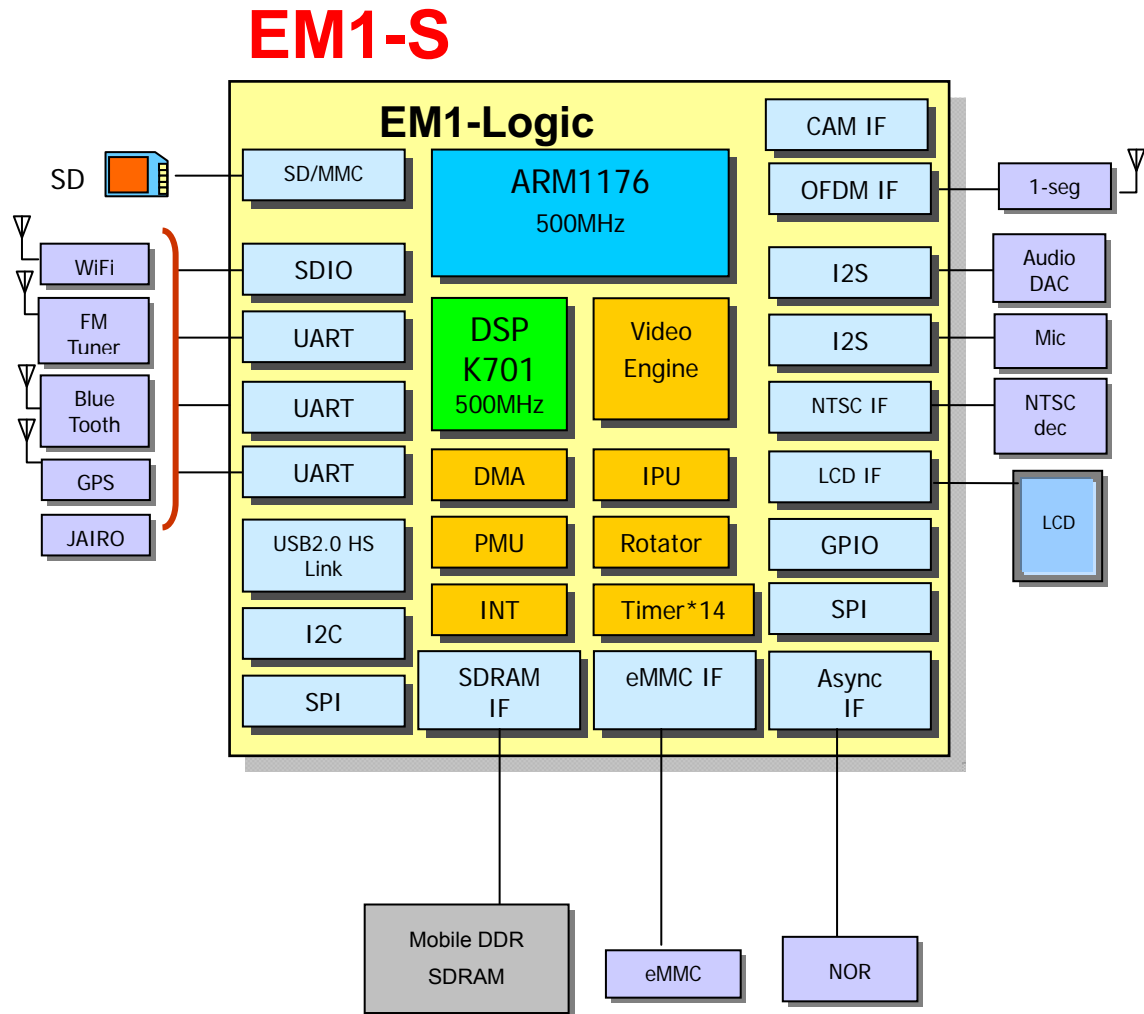 EM1-S
EM1-Logic
SD
SD/MMC
WiFi
FM
Tuner
Blue
Tooth
GPS
JAIRO
SDIO
UART
UART
UART
USB2.0 HS
Link
I2C
SPI
ARM1176
500MHz
DSP
K701
500MHz
Video
Engine
DMA
IPU
PMU
Rotator
INT
Timer*14
SDRAM
IF
eMMC IF
Async
IF
CAM IF
OFDM IF
I2S
I2S
NTSC IF
LCD IF
GPIO
SPI
1-seg
Audio
DAC
Mic
NTSC
dec
LCD
Mobile DDR
SDRAM
eMMC
NOR